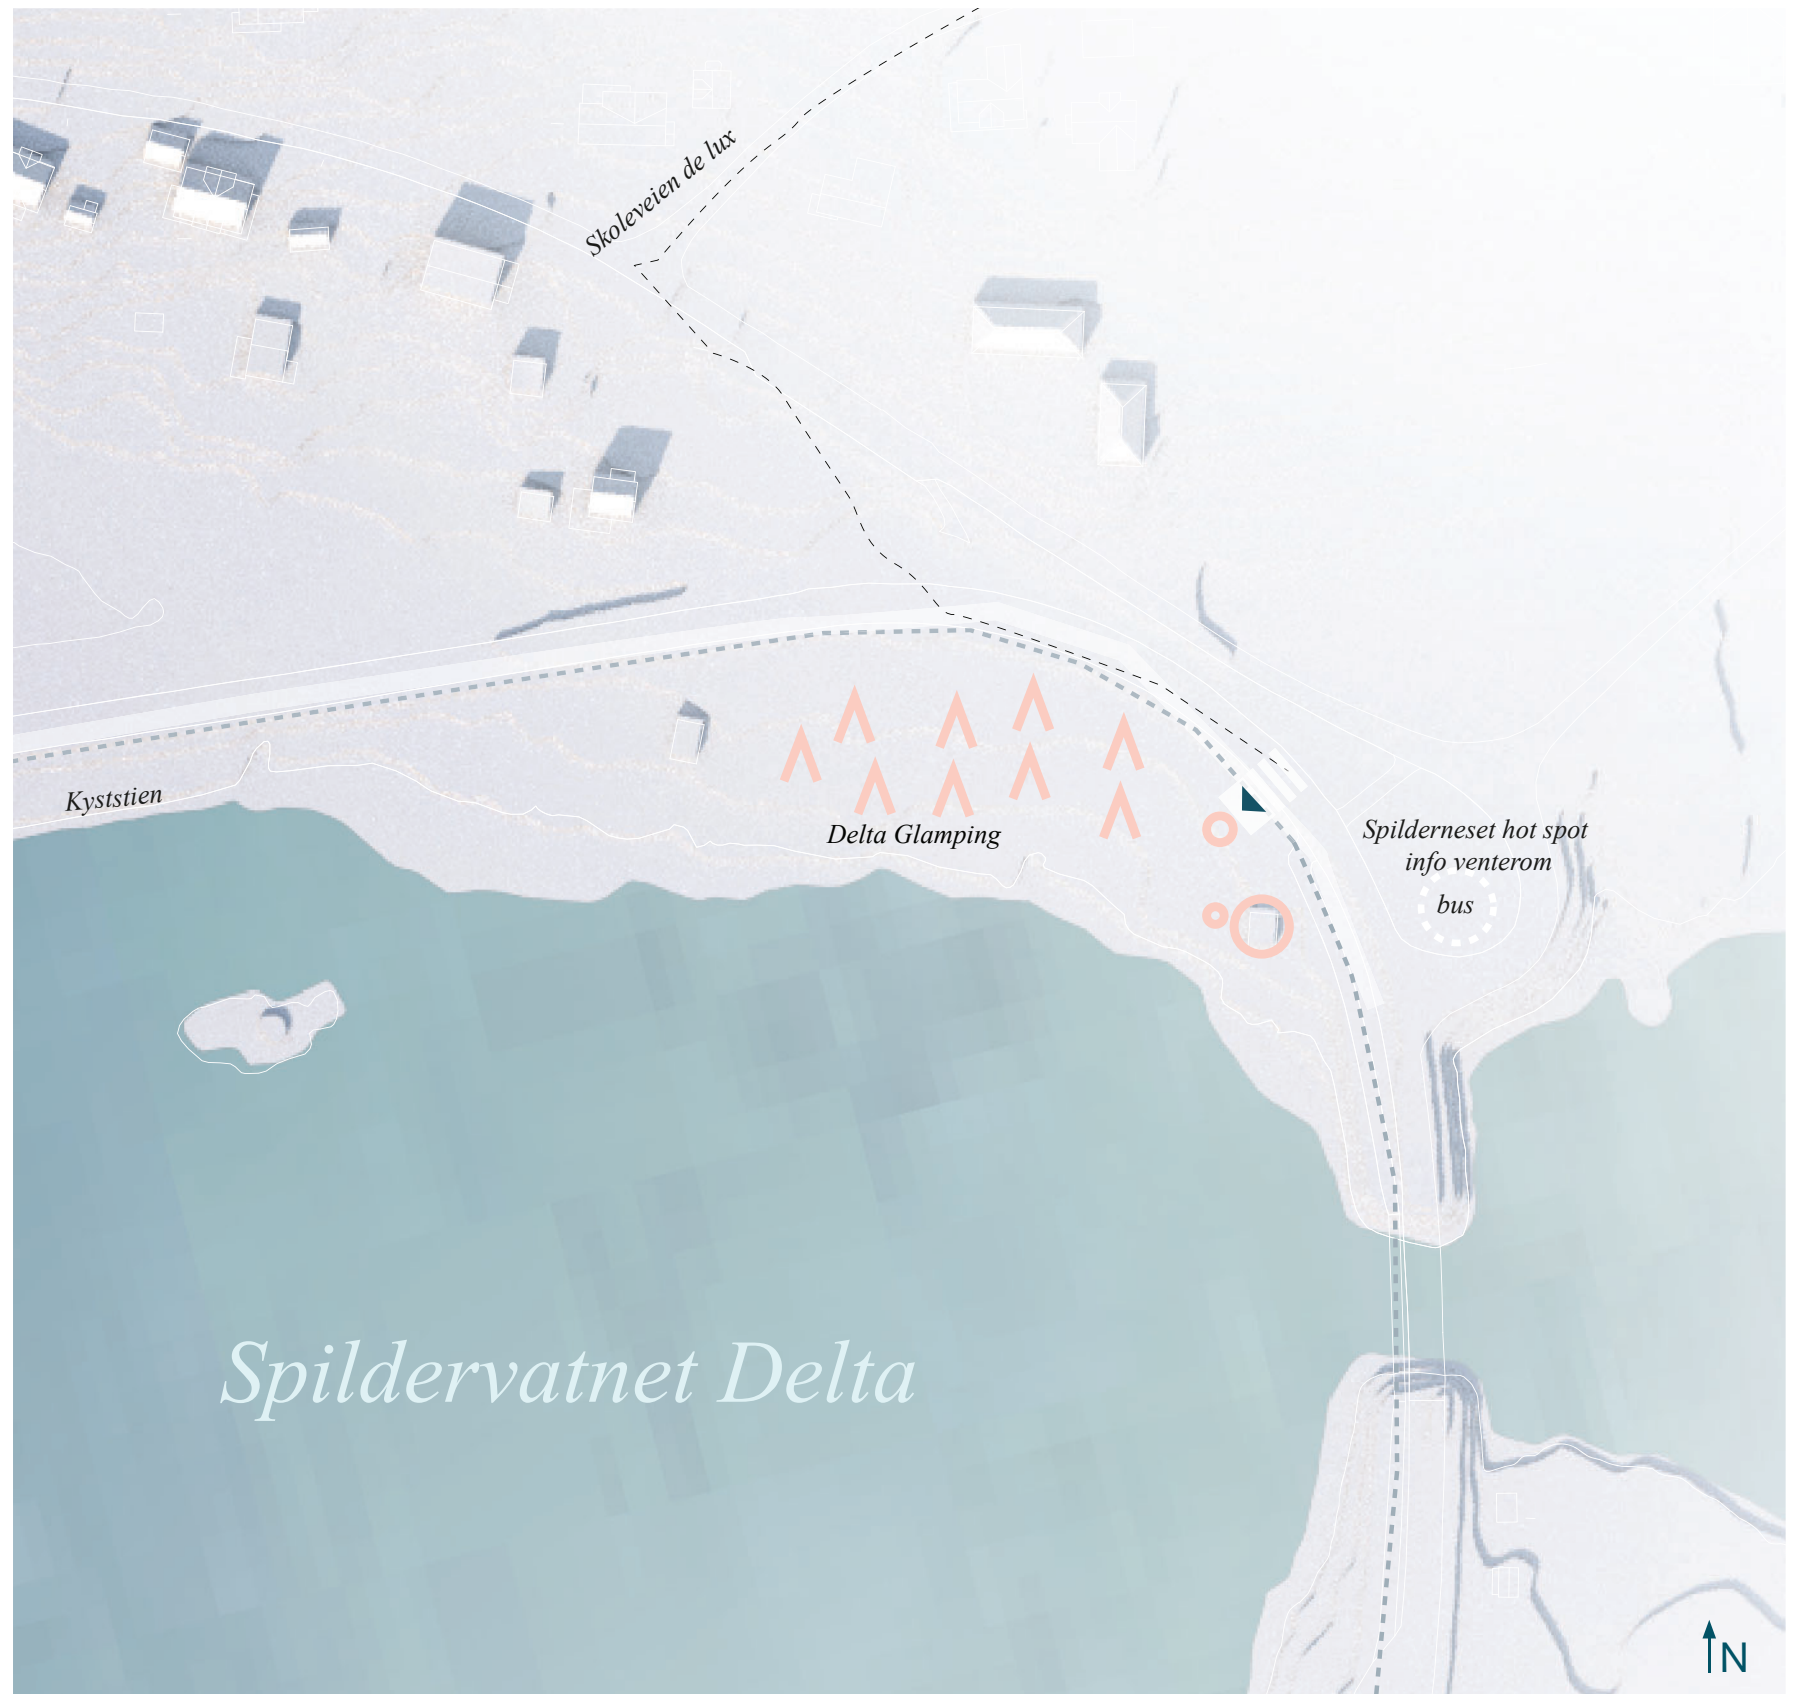 Skoleveien de lux
Kyststien
Delta Glamping
Spilderneset hot spot
info venterom
bus
Spildervatnet Delta
N